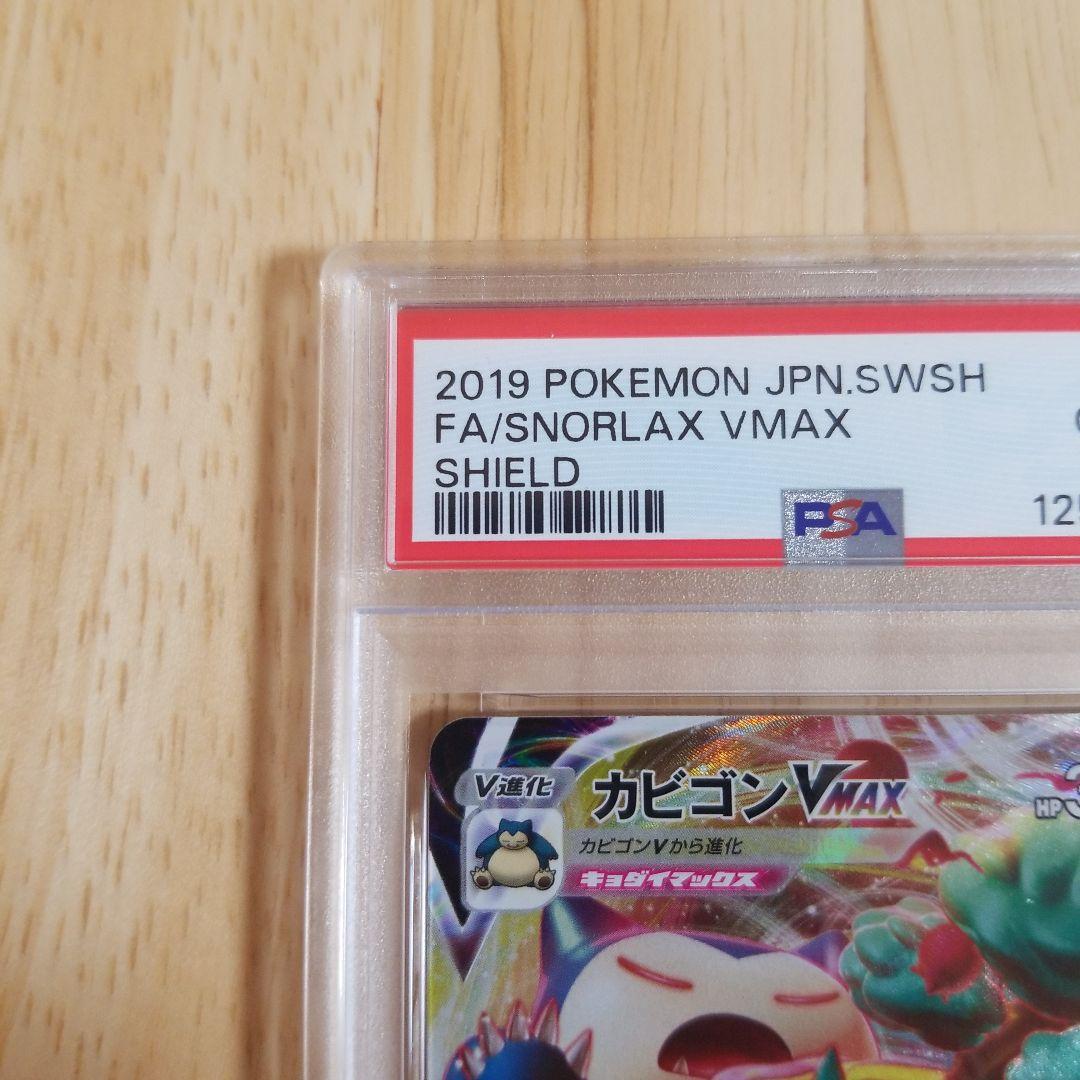 2019 POKEMON JPN.SWSH
FA/SNORLAX VMAX
SHIELD
PSA
V進化
カビゴンVMAX
HP
カビゴンVから進化
キョダイマックス